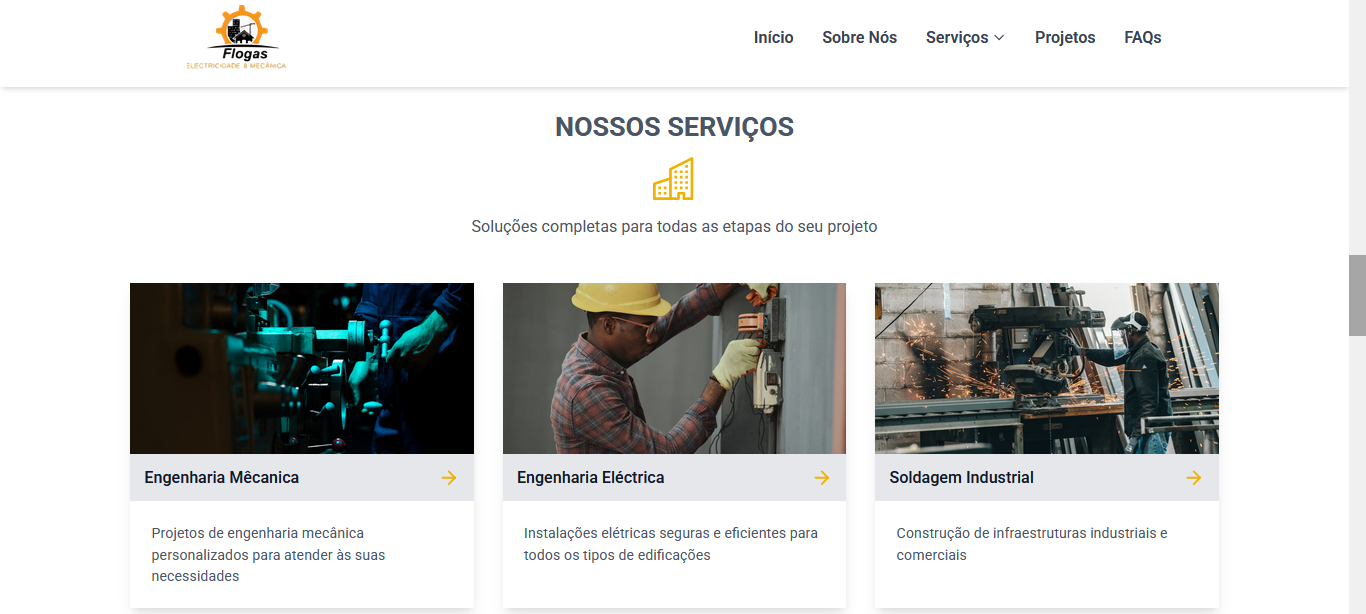 Flogas
ELECTRICIDADE & MECÂNICA
Início Sobre Nós Serviços Projetos FAQs
NOSSOS SERVIÇOS
Soluções completas para todas as etapas do seu projeto
Engenharia Mêcanica
Engenharia Eléctrica
Soldagem Industrial
Projetos de engenharia mecânica
personalizados para atender às suas
necessidades
Instalações elétricas seguras e eficientes para
todos os tipos de edificações
Construção de infraestruturas industriais e
comerciais